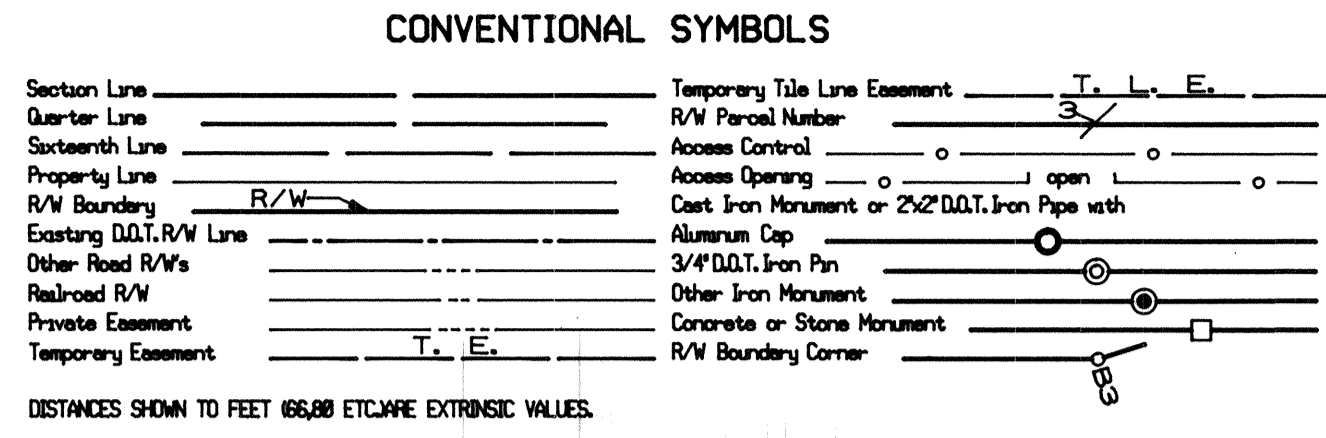 CONVENTIONAL SYMBOLS
Section Line
Quarter Line
Sixteenth Line
Property Line
R/W Boundary R/W
Existing D.O.T. R/W Line
Other Road R/W's
Railroad R/W
Private Easement
Temporary Easement T. E.
DISTANCES SHOWN TO FEET (66,80 ETC.)ARE EXTRINSIC VALUES.
Temporary Tile Line Easement T. L. E.
R/W Parcel Number 3
Access Control
Access Opening open
Cast Iron Monument or 2"x2" D.O.T. Iron Pipe with
Aluminum Cap
3/4" D.O.T. Iron Pin
Other Iron Monument
Concrete or Stone Monument
R/W Boundary Corner
B3